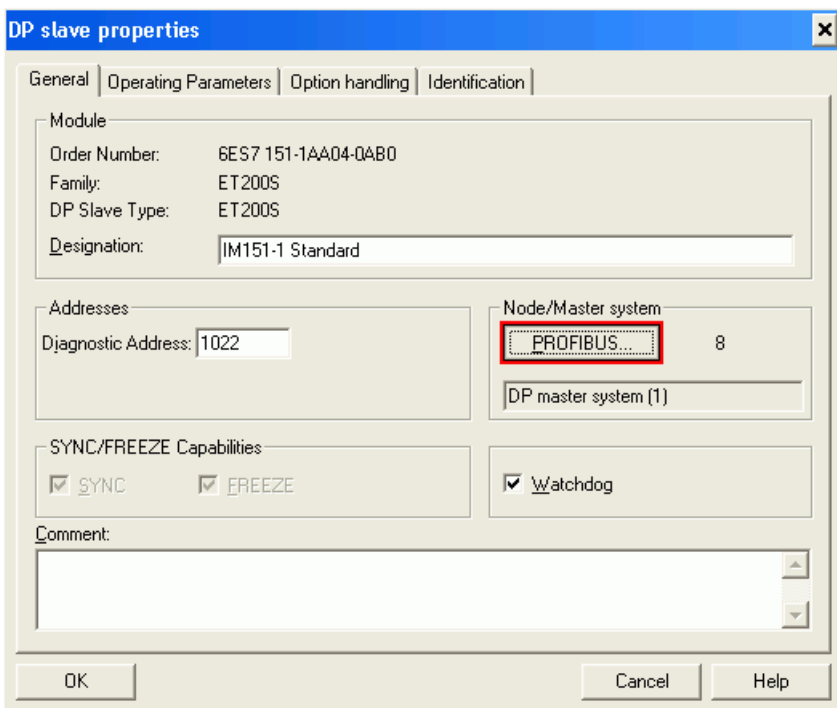 DP slave properties
General Operating Parameters Option handling Identification
Module
Order Number: 6ES7 151-1AA04-0AB0
Family: ET200S
DP Slave Type: ET200S
Designation: IM151-1 Standard
Addresses
Diagnostic Address: 1022
Node/Master system
PROFIBUS... 8
DP master system (1)
SYNC/FREEZE Capabilities
SYNC FREEZE
Watchdog
Comment:
OK Cancel Help